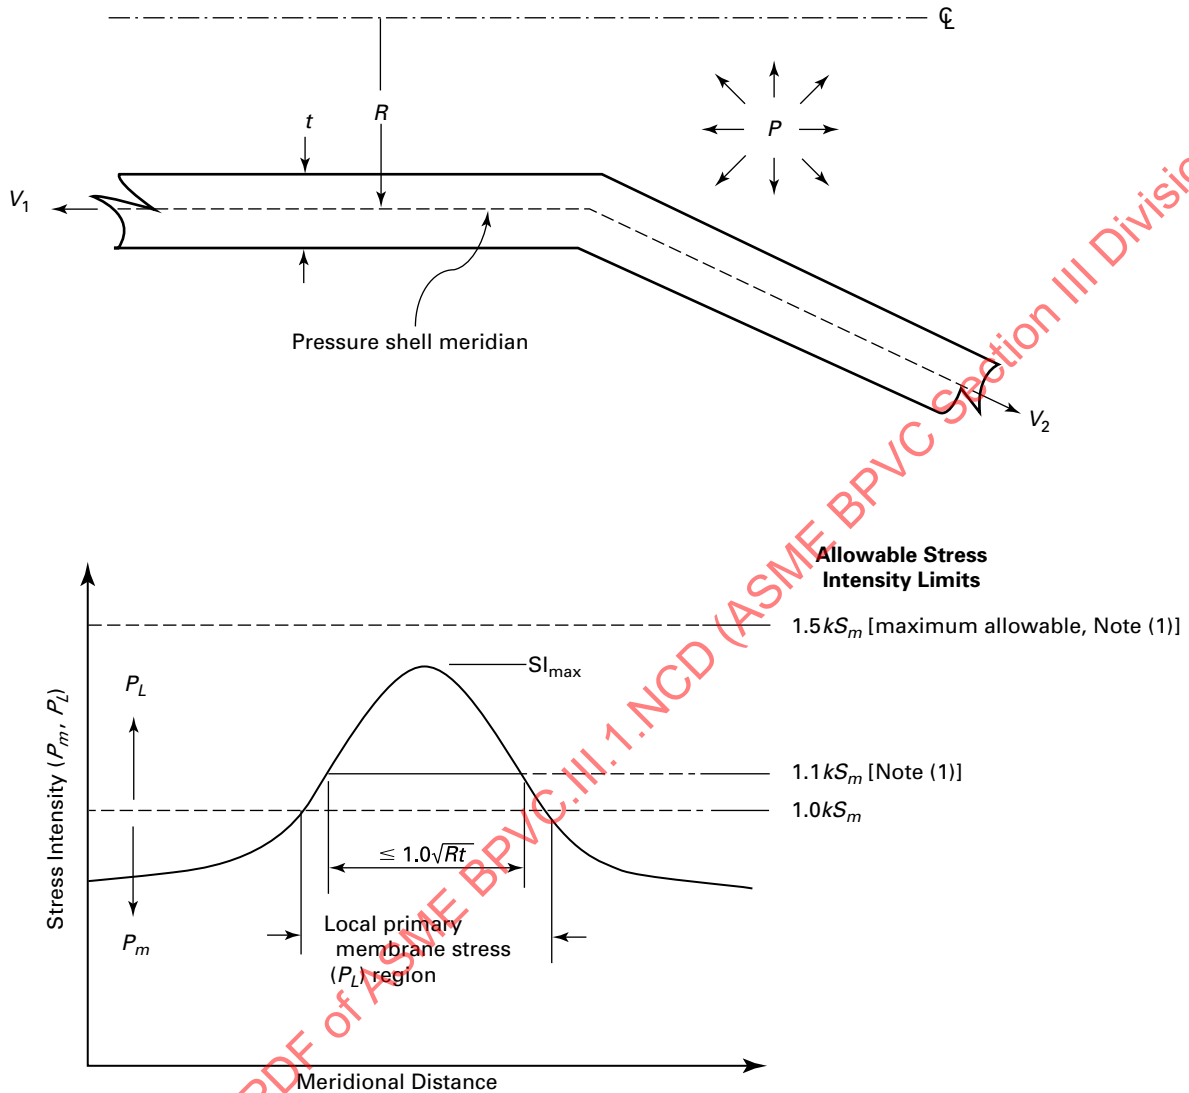 ℄
R
t
P
V1
Pressure shell meridian
V2
Allowable Stress
Intensity Limits
1.5kSm [maximum allowable, Note (1)]
SImax
PL
1.1kSm [Note (1)]
1.0kSm
≤ 1.0√Rt
Stress Intensity (Pm, PL)
Pm
Local primary
membrane stress
(PL) region
Meridional Distance
PDF of ASME BPVC.III.1.NCD (ASME BPVC Section III Divisio